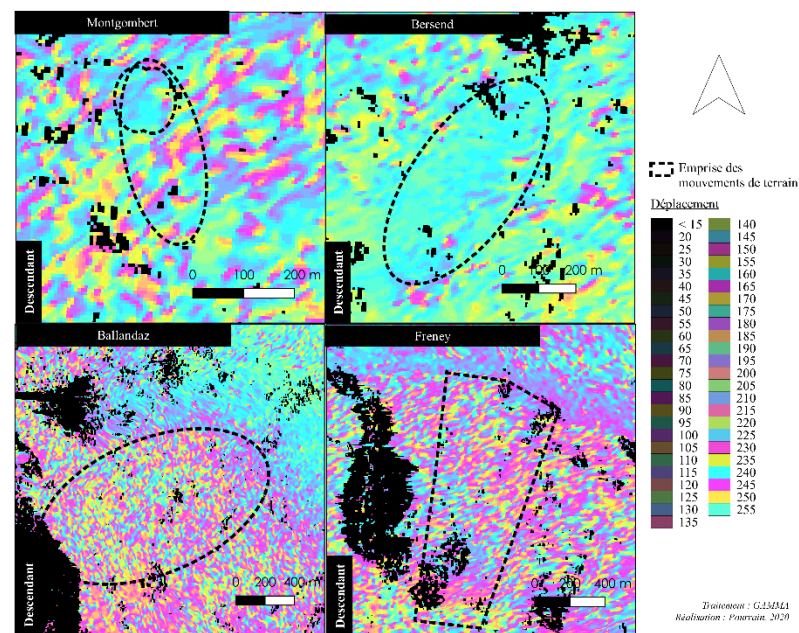 Montgombert
Bersend
Descendant
0 100 200 m
Descendant
0 100 200 m
Ballandaz
Freney
Descendant
0 200 400 m
Descendant
0 200 400 m
Emprise des
mouvements de terrain
Déplacement
< 15 140
20 145
25 150
30 155
35 160
40 165
45 170
50 175
55 180
60 185
65 190
70 195
75 200
80 205
85 210
90 215
95 220
100 225
105 230
110 235
115 240
120 245
125 250
130 255
135
Traitement : GAMMA
Réalisation : Pourrain, 2020